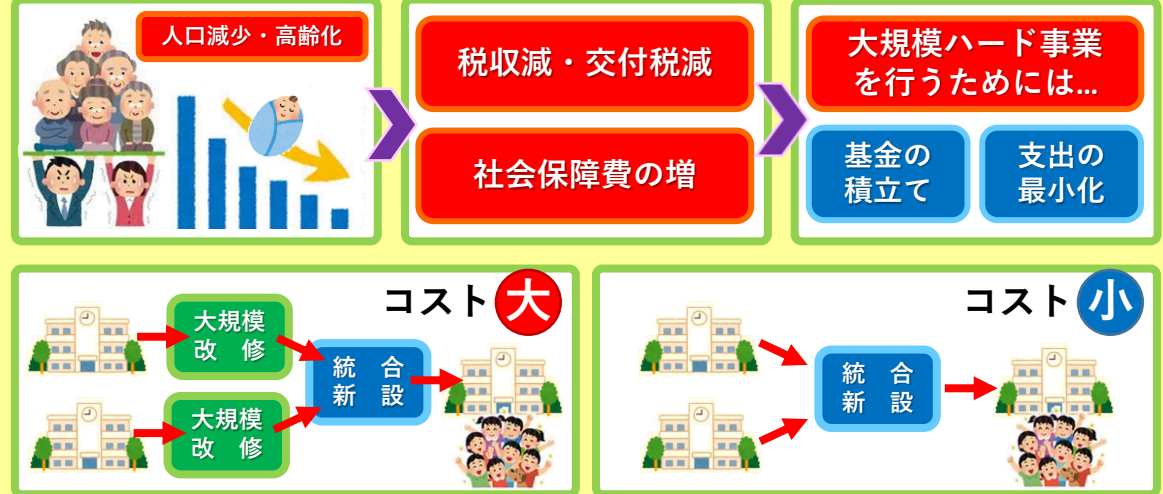 人口減少・高齢化
税収減・交付税減
社会保障費の増
大規模ハード事業
を行うためには…
基金の
積立て
支出の
最小化
コスト大
大規模
改　修
大規模
改　修
統　合
新　設
コスト小
統　合
新　設